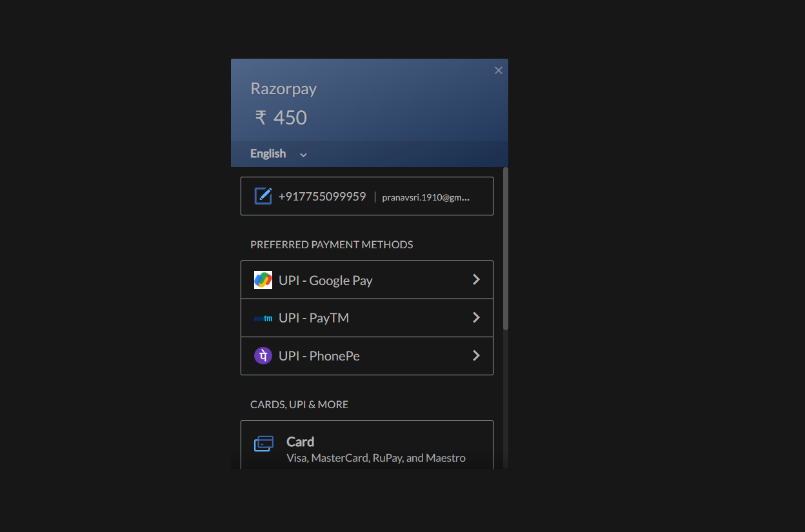 Razorpay
₹ 450
English
+917755099959 | pranavsri.1910@gm...
PREFERRED PAYMENT METHODS
UPI - Google Pay
UPI - PayTM
UPI - PhonePe
CARDS, UPI & MORE
Card
Visa, MasterCard, RuPay, and Maestro